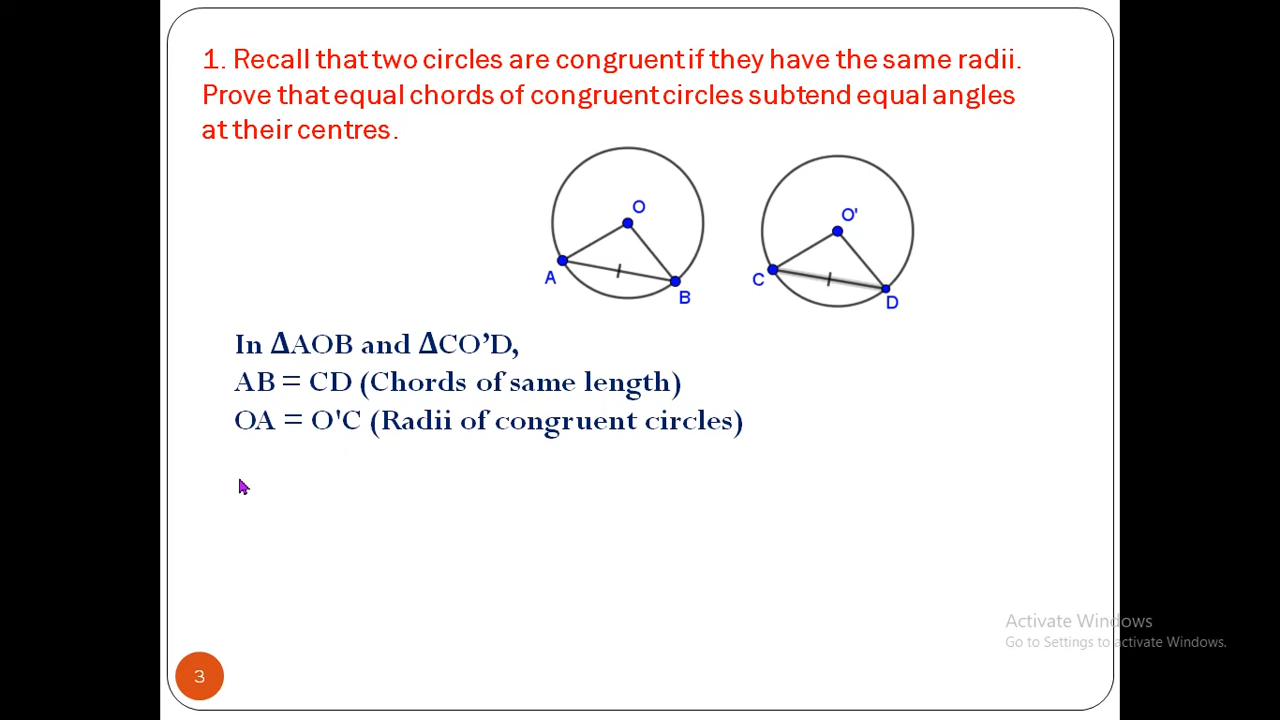 1. Recall that two circles are congruent if they have the same radii.
Prove that equal chords of congruent circles subtend equal angles
at their centres.
O
O'
A
B
C
D
In ΔAOB and ΔCO’D,
AB = CD (Chords of same length)
OA = O'C (Radii of congruent circles)
Activate Windows
Go to Settings to activate Windows.
3